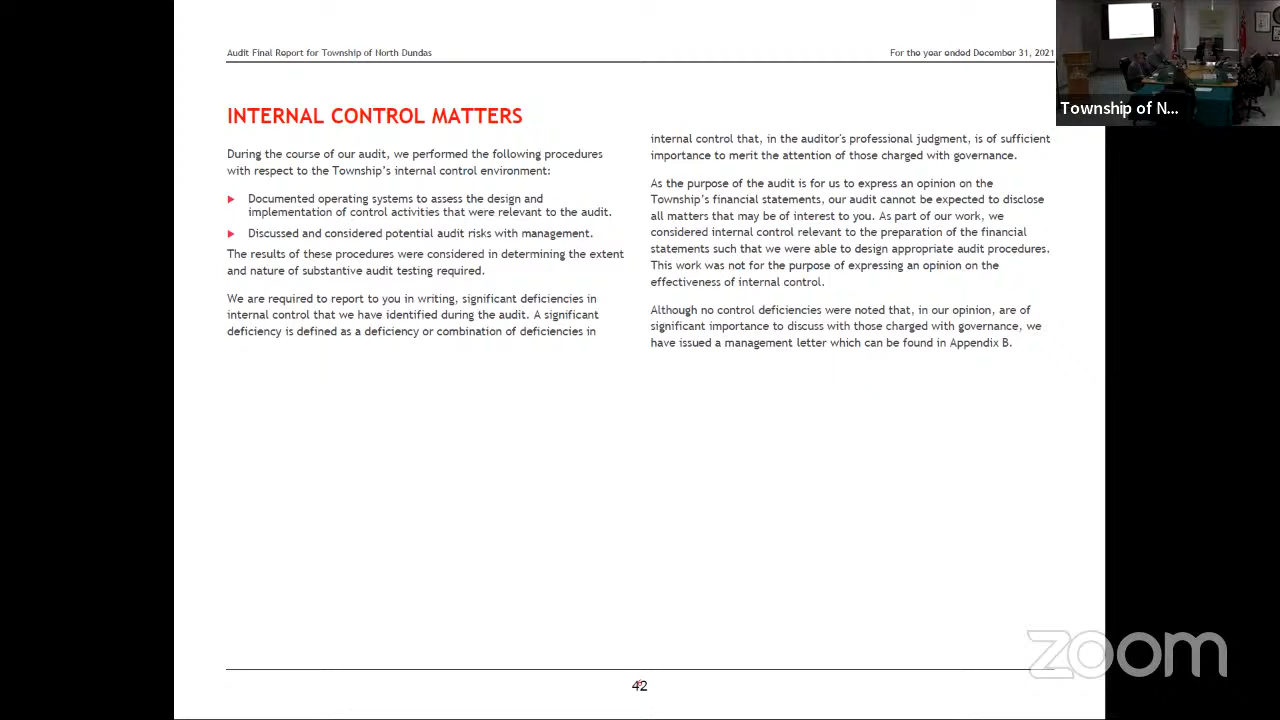 Audit Final Report for Township of North Dundas
For the year ended December 31, 2021
Township of N...
INTERNAL CONTROL MATTERS
During the course of our audit, we performed the following procedures
with respect to the Township's internal control environment:
Documented operating systems to assess the design and
implementation of control activities that were relevant to the audit.
Discussed and considered potential audit risks with management.
The results of these procedures were considered in determining the extent
and nature of substantive audit testing required.
We are required to report to you in writing, significant deficiencies in
internal control that we have identified during the audit. A significant
deficiency is defined as a deficiency or combination of deficiencies in
internal control that, in the auditor's professional judgment, is of sufficient
importance to merit the attention of those charged with governance.
As the purpose of the audit is for us to express an opinion on the
Township's financial statements, our audit cannot be expected to disclose
all matters that may be of interest to you. As part of our work, we
considered internal control relevant to the preparation of the financial
statements such that we were able to design appropriate audit procedures.
This work was not for the purpose of expressing an opinion on the
effectiveness of internal control.
Although no control deficiencies were noted that, in our opinion, are of
significant importance to discuss with those charged with governance, we
have issued a management letter which can be found in Appendix B.
42
zoom